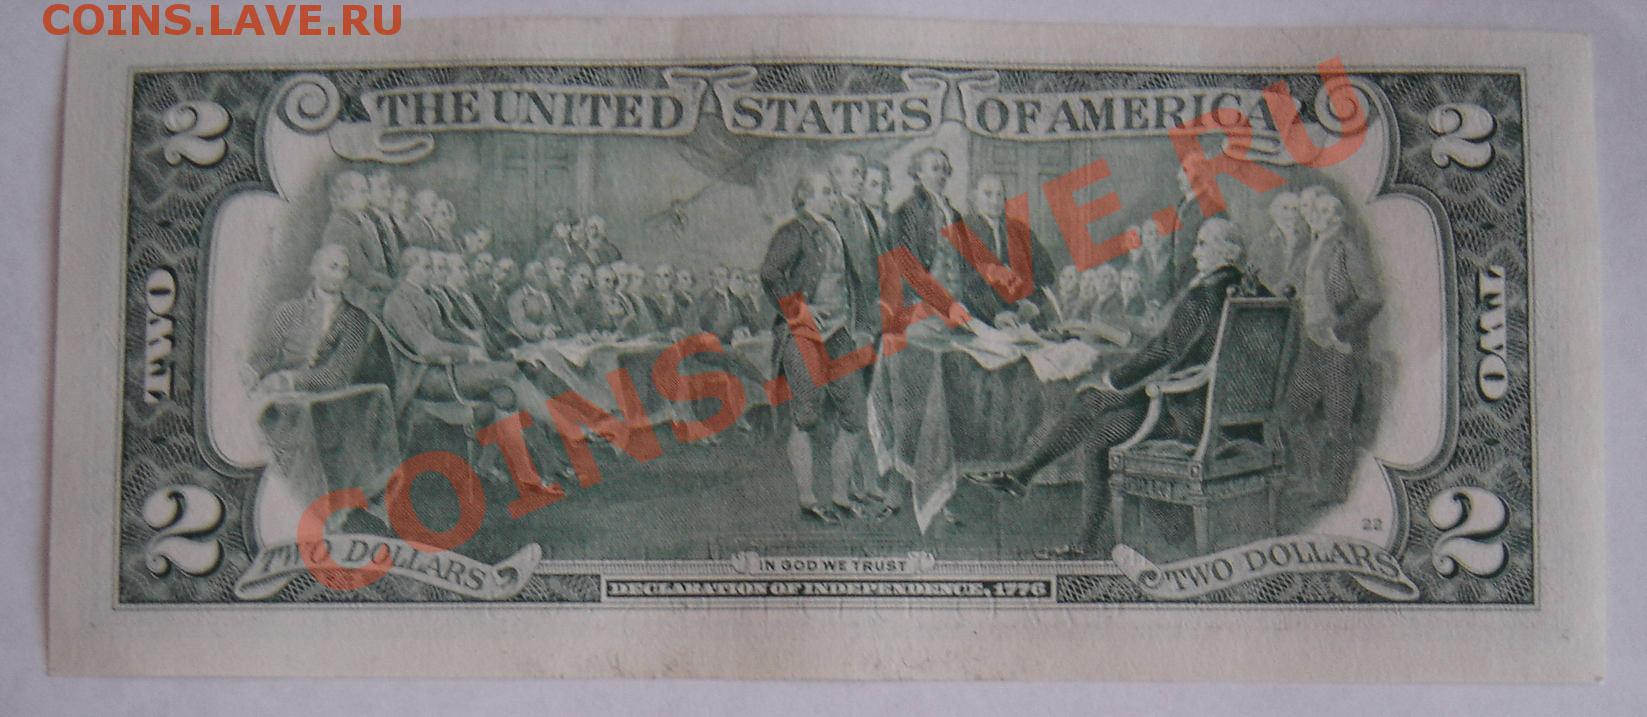 COINS.LAVE.RU
THE UNITED STATES OF AMERICA
2
2
TWO
TWO
COINS.LAVE.RU
2
2
22
TWO DOLLARS
TWO DOLLARS
IN GOD WE TRUST
DECLARATION OF INDEPENDENCE, 1776